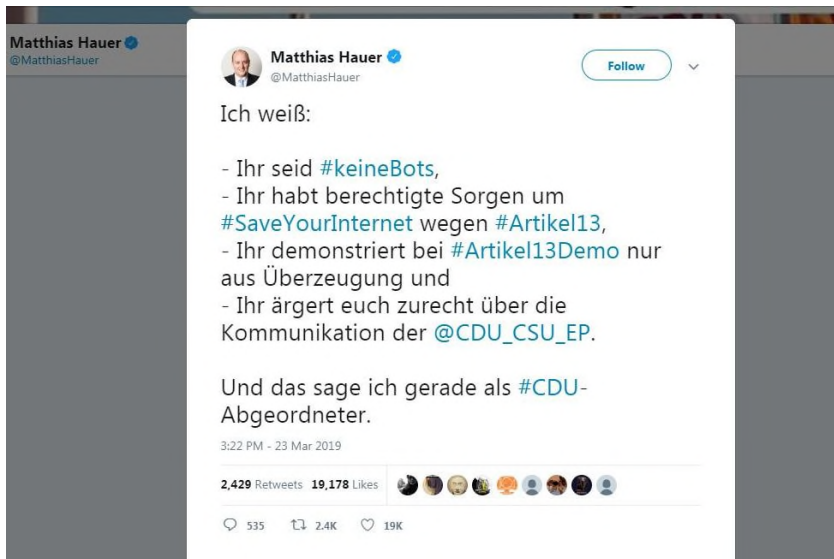 Matthias Hauer
@MatthiasHauer
Matthias Hauer
@MatthiasHauer
Follow
Ich weiß:
- Ihr seid #keineBots,
- Ihr habt berechtigte Sorgen um
#SaveYourInternet wegen #Artikel13,
- Ihr demonstriert bei #Artikel13Demo nur
aus Überzeugung und
- Ihr ärgert euch zurecht über die
Kommunikation der @CDU_CSU_EP.
Und das sage ich gerade als #CDU-
Abgeordneter.
3:22 PM - 23 Mar 2019
2,429 Retweets 19,178 Likes
535 2.4K 19K